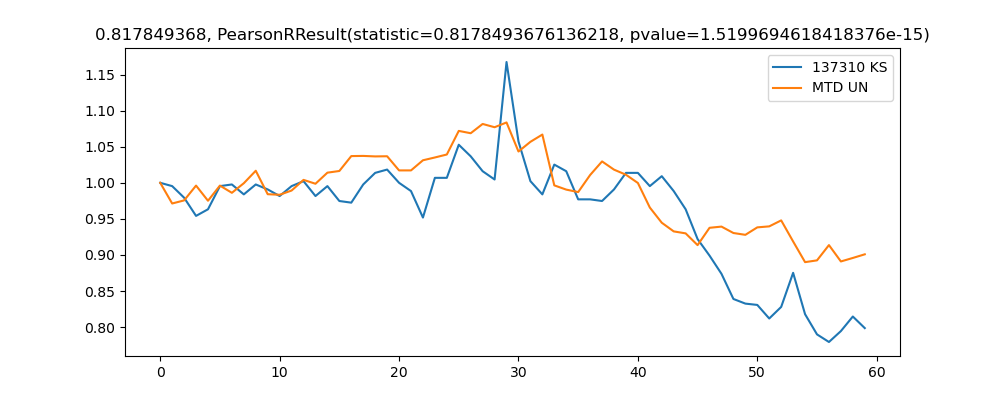 0.817849368, PearsonRResult(statistic=0.8178493676136218, pvalue=1.5199694618418376e-15)
137310 KS
MTD UN
1.15
1.10
1.05
1.00
0.95
0.90
0.85
0.80
0 10 20 30 40 50 60